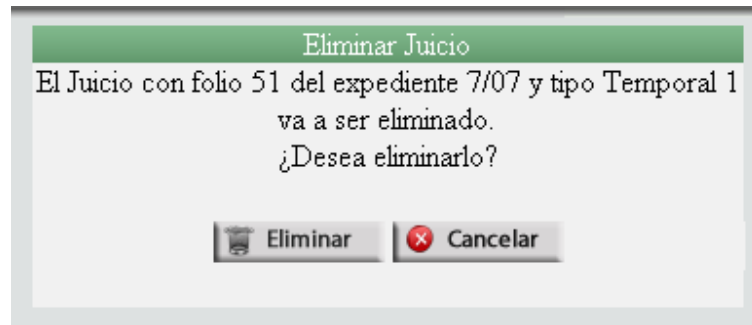 Eliminar Juicio
El Juicio con folio 51 del expediente 7/07 y tipo Temporal 1
va a ser eliminado.
¿Desea eliminarlo?
Eliminar Cancelar